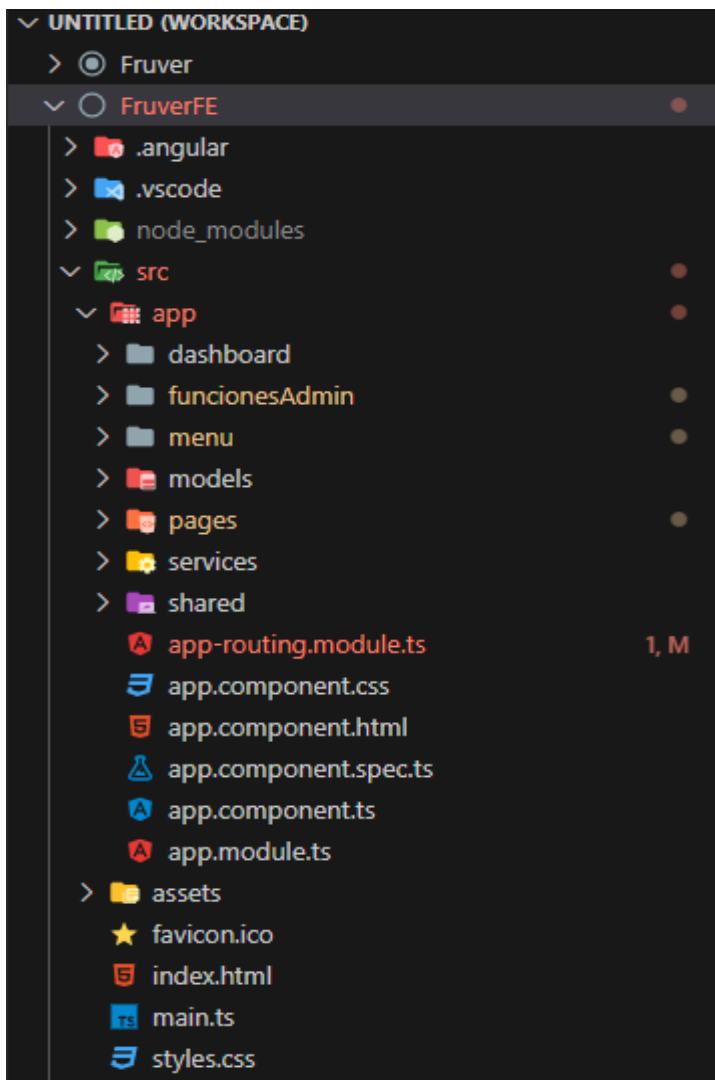 UNTITLED (WORKSPACE)
Fruver
FruverFE
.angular
.vscode
node_modules
src
app
dashboard
funcionesAdmin
menu
models
pages
services
shared
app-routing.module.ts 1, M
app.component.css
app.component.html
app.component.spec.ts
app.component.ts
app.module.ts
assets
favicon.ico
index.html
TS main.ts
styles.css